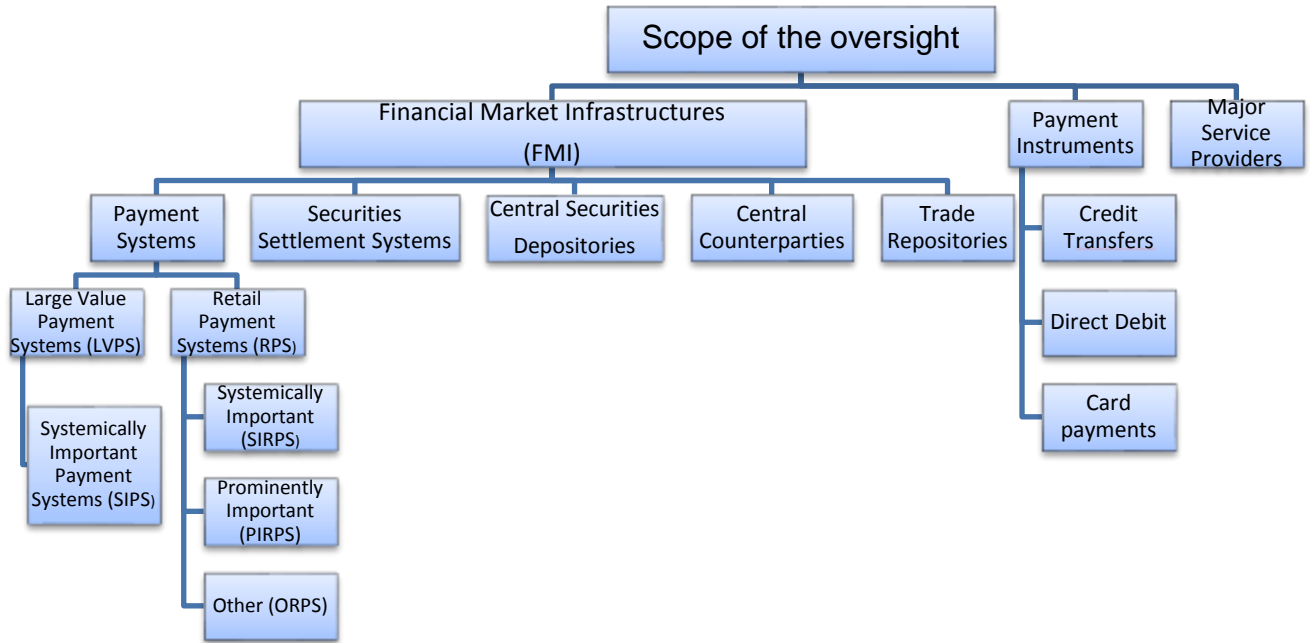 Scope of the oversight
Financial Market Infrastructures
(FMI)
Payment
Instruments
Major
Service
Providers
Payment
Systems
Securities
Settlement Systems
Central Securities
Depositories
Central
Counterparties
Trade
Repositories
Credit
Transfers
Large Value
Payment
Systems (LVPS)
Retail
Payment
Systems (RPS)
Direct Debit
Systemically
Important
(SIRPS)
Card
payments
Systemically
Important
Payment
Systems (SIPS)
Prominently
Important
(PIRPS)
Other (ORPS)